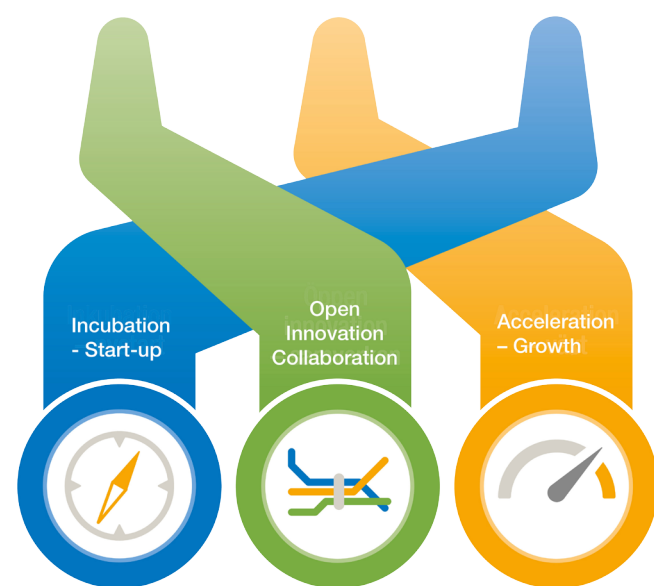 Incubation
- Start-up
Open
Innovation
Collaboration
Acceleration
– Growth